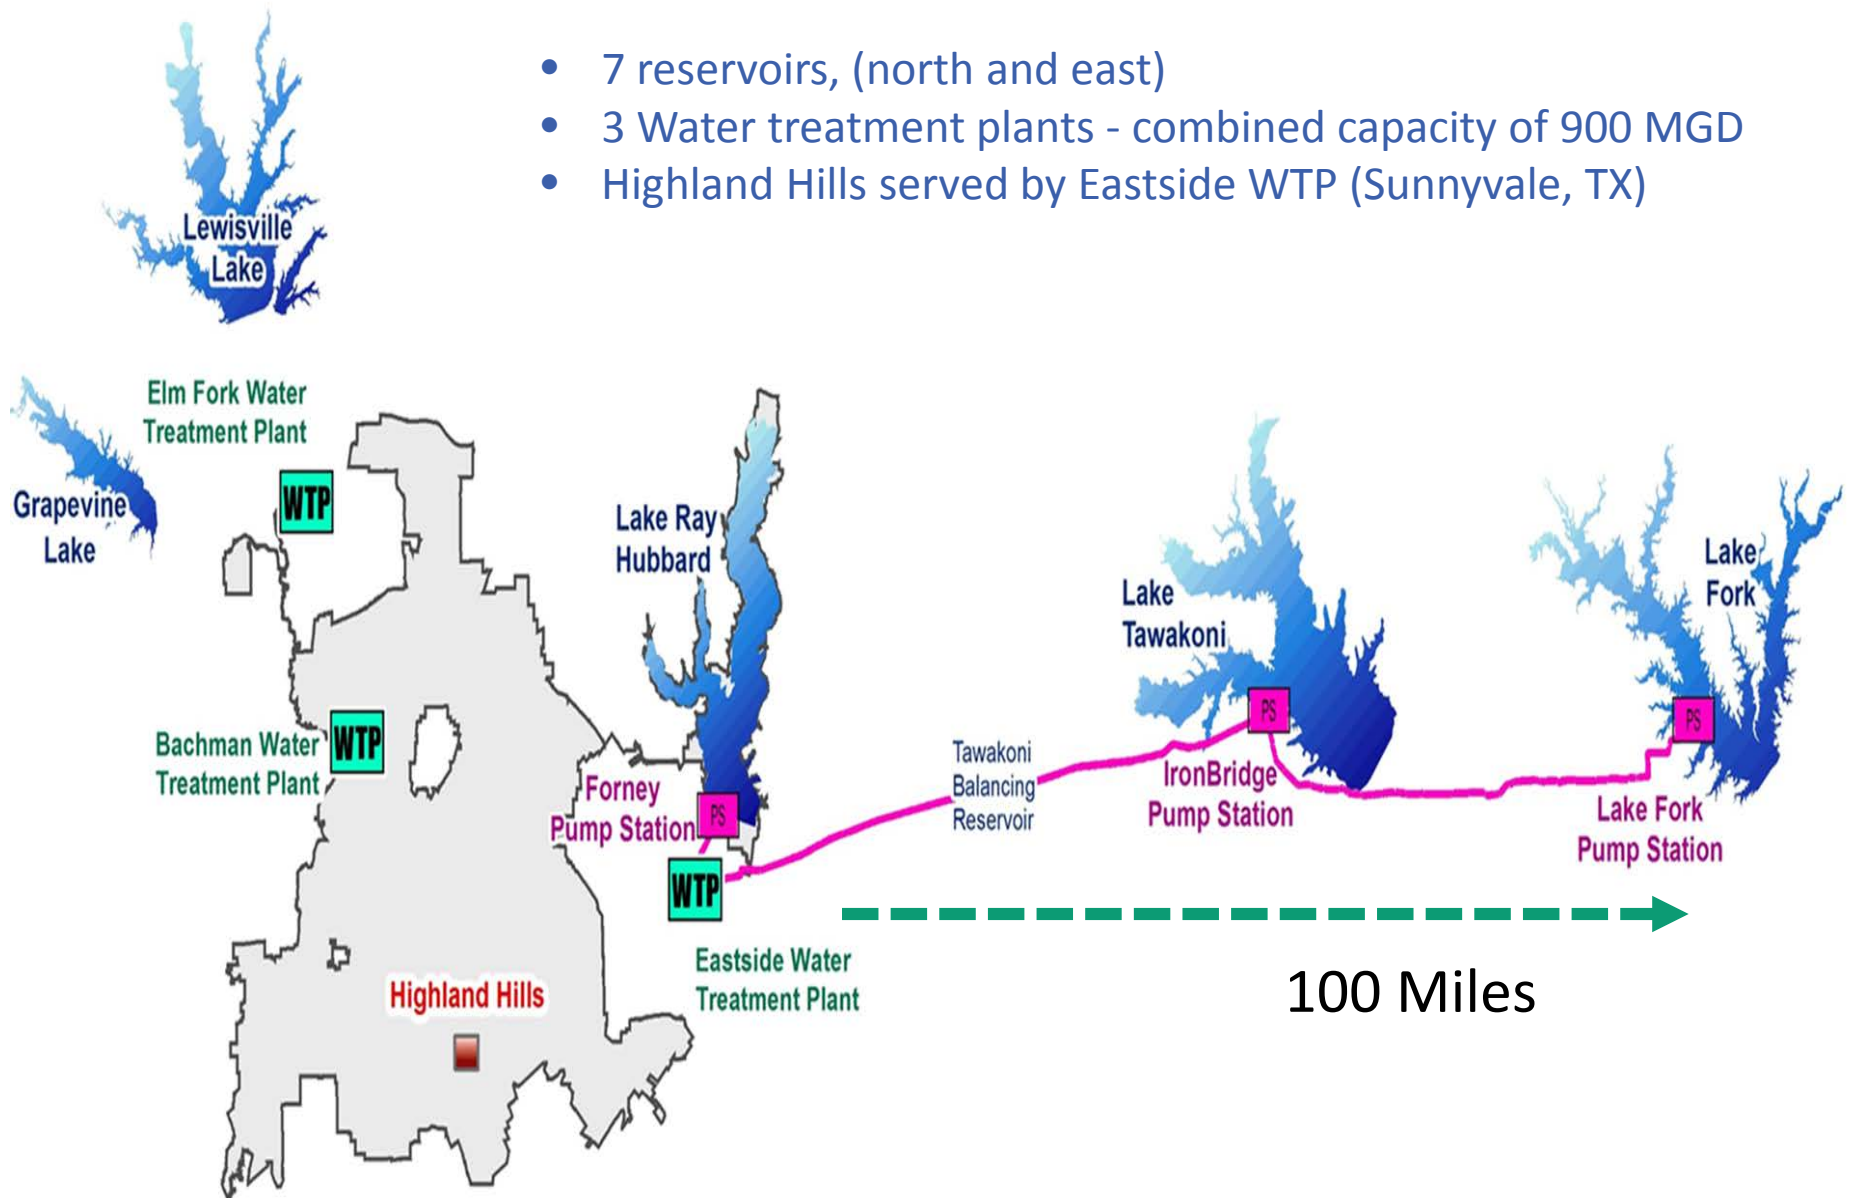 • 7 reservoirs, (north and east)
• 3 Water treatment plants - combined capacity of 900 MGD
• Highland Hills served by Eastside WTP (Sunnyvale, TX)
Lewisville
Lake
Elm Fork Water
Treatment Plant
WTP
Grapevine
Lake
Lake Ray
Hubbard
Lake
Tawakoni
Lake
Fork
PS
PS
Bachman Water
Treatment Plant
WTP
Forney
Pump Station
PS
Tawakoni
Balancing
Reservoir
IronBridge
Pump Station
Lake Fork
Pump Station
WTP
Eastside Water
Treatment Plant
Highland Hills
100 Miles